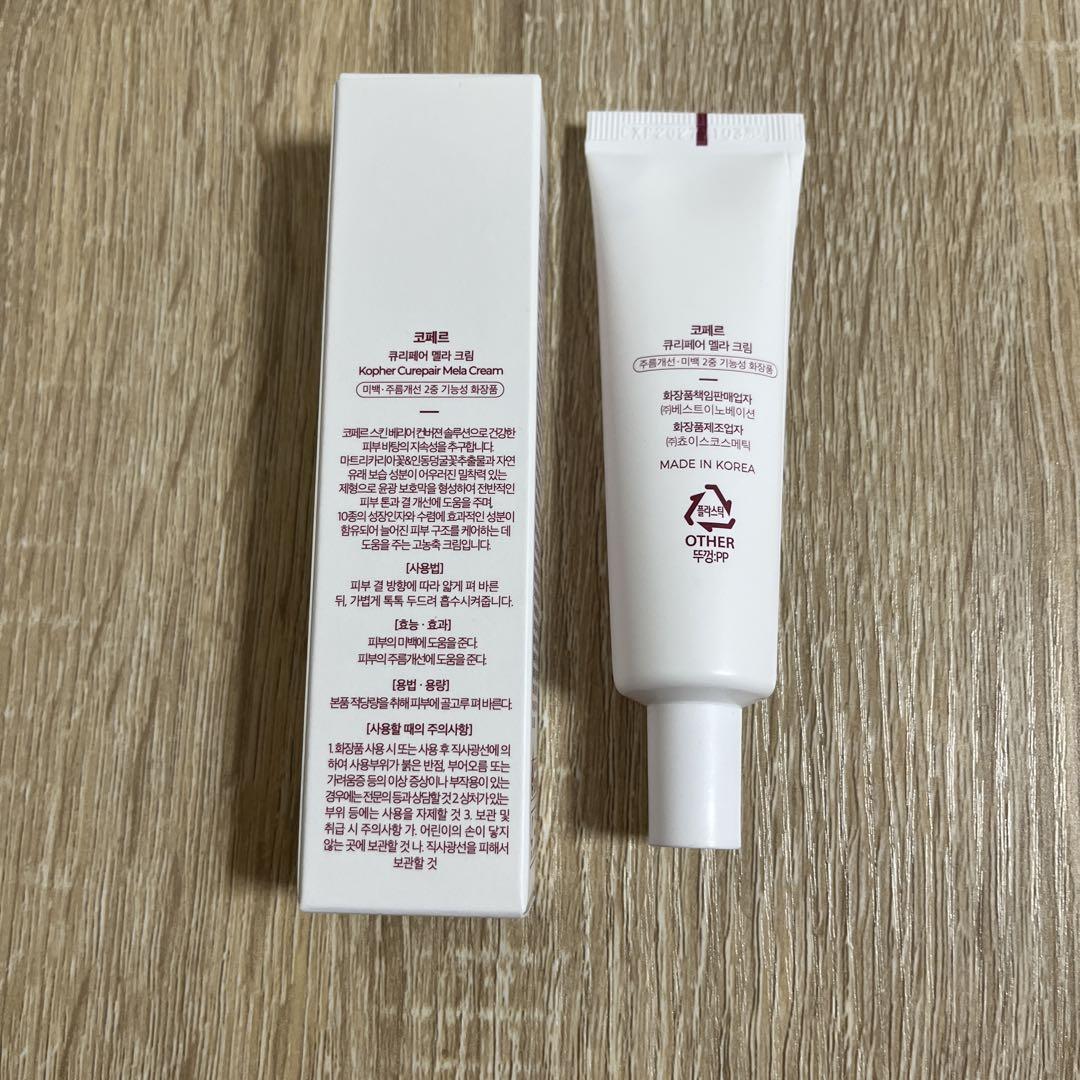 코페르
큐리페어 멜라 크림
Kopher Curepair Mela Cream
미백·주름개선 2중 기능성 화장품
코페르 스킨 베리어 컨버젼 솔루션으로 건강한
피부 바탕의 지속성을 추구합니다.
마트리카리아꽃&인동덩굴꽃추출물과 자연
유래 보습 성분이 어우러진 밀착력 있는
제형으로 윤광 보호막을 형성하여 전반적인
피부 톤과 결 개선에 도움을 주며,
10종의 성장인자와 수렴에 효과적인 성분이
함유되어 늘어진 피부 구조를 케어하는 데
도움을 주는 고농축 크림입니다.
[사용법]
피부 결 방향에 따라 얇게 펴 바른
뒤, 가볍게 톡톡 두드려 흡수시켜줍니다.
[효능·효과]
피부의 미백에 도움을 준다.
피부의 주름개선에 도움을 준다.
[용법·용량]
본품 적당량을 취해 피부에 골고루 펴 바른다.
[사용할 때의 주의사항]
1. 화장품 사용 시 또는 사용 후 직사광선에 의
하여 사용부위가 붉은 반점, 부어오름 또는
가려움증 등의 이상 증상이나 부작용이 있는
경우에는 전문의 등과 상담할 것 2. 상처가 있는
부위 등에는 사용을 자제할 것 3. 보관 및
취급 시 주의사항 가. 어린이의 손이 닿지
않는 곳에 보관할 것 나. 직사광선을 피해서
보관할 것
코페르
큐리페어 멜라 크림
주름개선·미백 2중 기능성 화장품
화장품책임판매업자
㈜베스트이노베이션
화장품제조업자
㈜쵸이스코스메틱
MADE IN KOREA
플라스틱
OTHER
뚜껑:PP